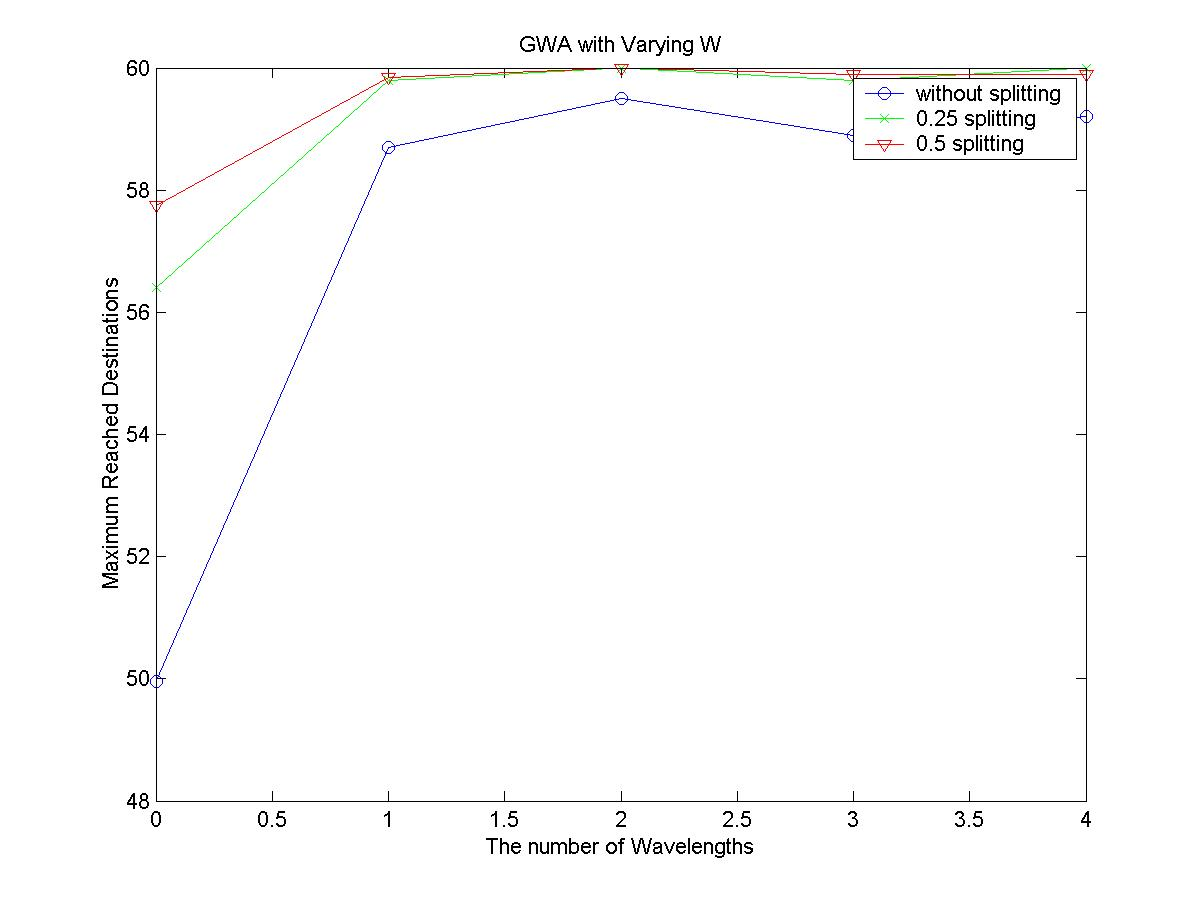 GWA with Varying W
60
58
56
54
52
50
48
Maximum Reached Destinations
without splitting
0.25 splitting
0.5 splitting
0 0.5 1 1.5 2 2.5 3 3.5 4
The number of Wavelengths